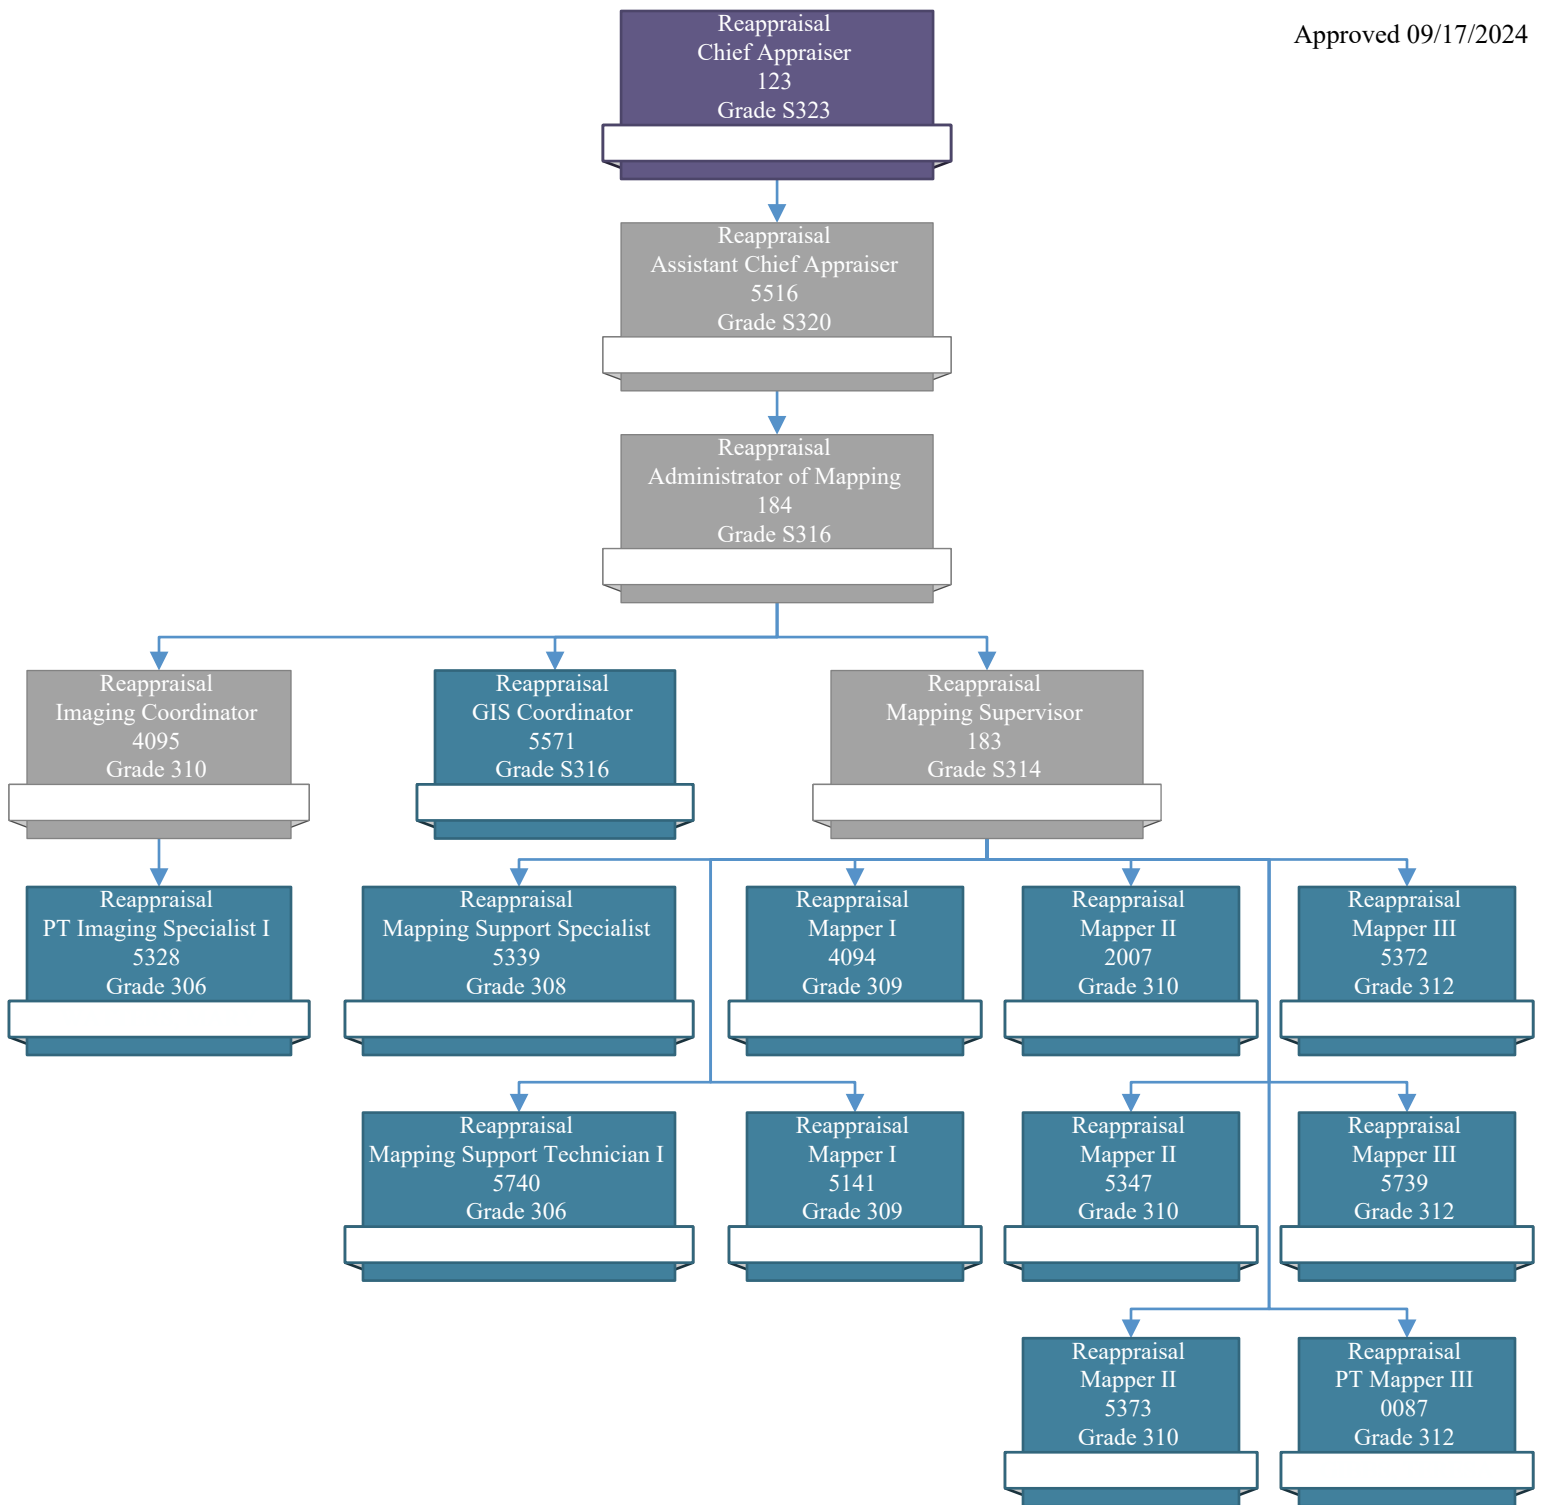 Approved 09/17/2024
Reappraisal
Chief Appraiser
123
Grade S323
Reappraisal
Assistant Chief Appraiser
5516
Grade S320
Reappraisal
Administrator of Mapping
184
Grade S316
Reappraisal
Imaging Coordinator
4095
Grade 310
Reappraisal
GIS Coordinator
5571
Grade S316
Reappraisal
Mapping Supervisor
183
Grade S314
Reappraisal
PT Imaging Specialist I
5328
Grade 306
Reappraisal
Mapping Support Specialist
5339
Grade 308
Reappraisal
Mapper I
4094
Grade 309
Reappraisal
Mapper II
2007
Grade 310
Reappraisal
Mapper III
5372
Grade 312
Reappraisal
Mapping Support Technician I
5740
Grade 306
Reappraisal
Mapper I
5141
Grade 309
Reappraisal
Mapper II
5347
Grade 310
Reappraisal
Mapper III
5739
Grade 312
Reappraisal
Mapper II
5373
Grade 310
Reappraisal
PT Mapper III
0087
Grade 312